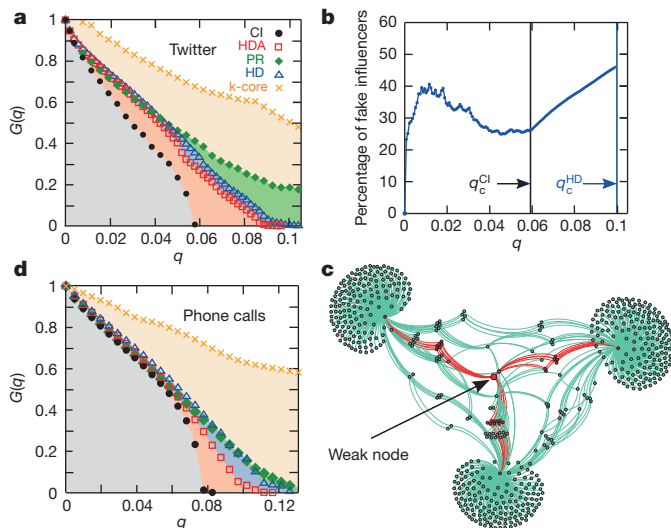 a
Twitter
CI
HDA
PR
HD
k-core
G(q)
1
0.8
0.6
0.4
0.2
0
0 0.02 0.04 0.06 0.08 0.1
q
b
Percentage of fake influencers
60
50
40
30
20
10
0
q_c^CI
q_c^HD
0 0.02 0.04 0.06 0.08 0.1
q
d
Phone calls
G(q)
1
0.8
0.6
0.4
0.2
0
0 0.04 0.08 0.12
q
c
Weak node